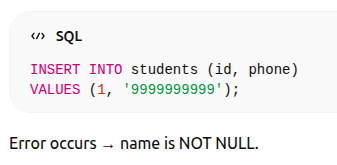 </> SQL
INSERT INTO students (id, phone)
VALUES (1, '9999999999');
Error occurs → name is NOT NULL.